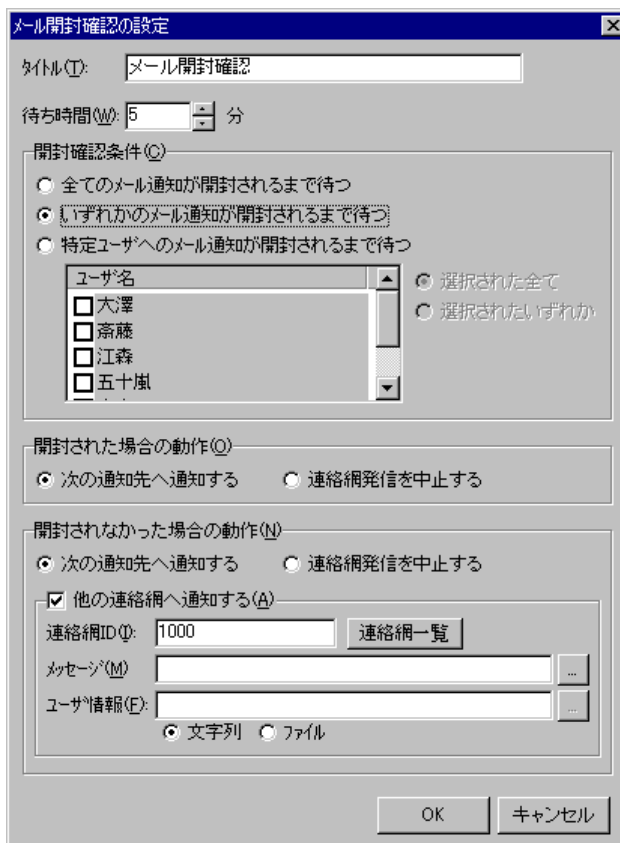 メール開封確認の設定
タイトル(T): メール開封確認
待ち時間(W): 5 分
開封確認条件(C)
全てのメール通知が開封されるまで待つ
いずれかのメール通知が開封されるまで待つ
特定ユーザへのメール通知が開封されるまで待つ
ユーザ名
選択された全て
大澤
選択されたいずれか
斎藤
江森
五十嵐
開封された場合の動作(O)
次の通知先へ通知する 連絡網発信を中止する
開封されなかった場合の動作(N)
次の通知先へ通知する 連絡網発信を中止する
他の連絡網へ通知する(A)
連絡網ID(I): 1000 連絡網一覧
メッセージ(M) ...
ユーザ情報(F): ...
文字列 ファイル
OK キャンセル